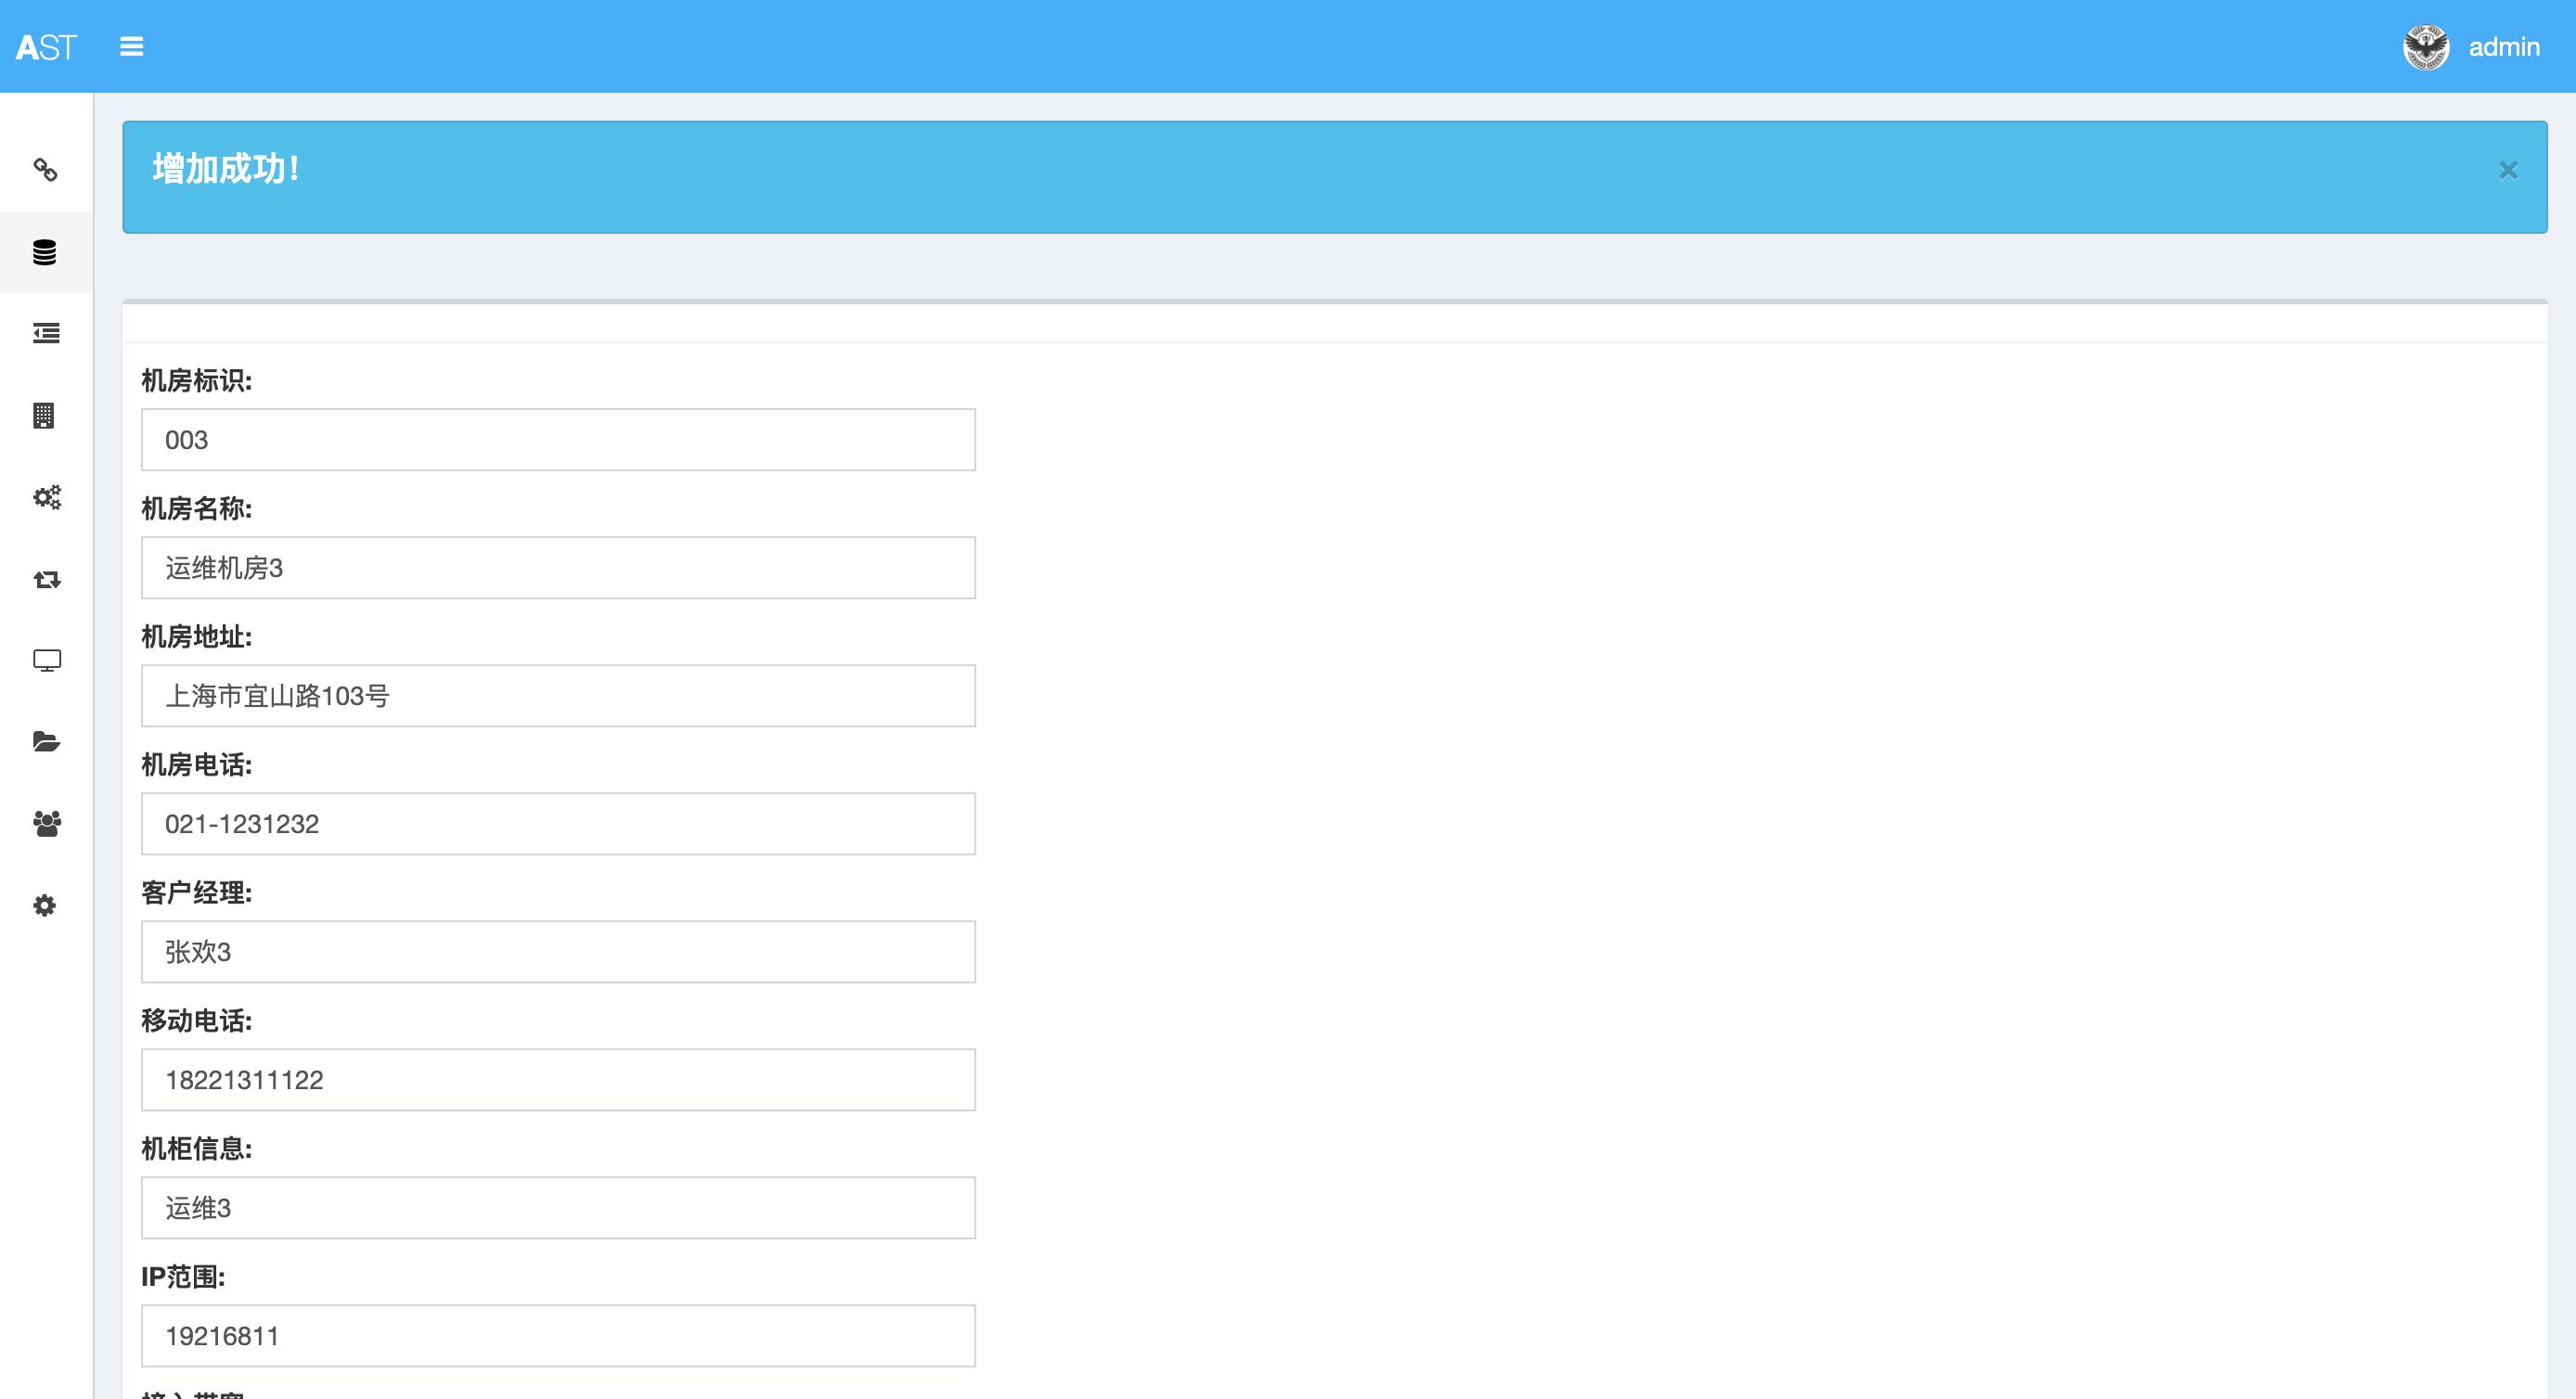 AST
admin
增加成功!
×
机房标识:
003
机房名称:
运维机房3
机房地址:
上海市宜山路103号
机房电话:
021-1231232
客户经理:
张欢3
移动电话:
18221311122
机柜信息:
运维3
IP范围:
19216811